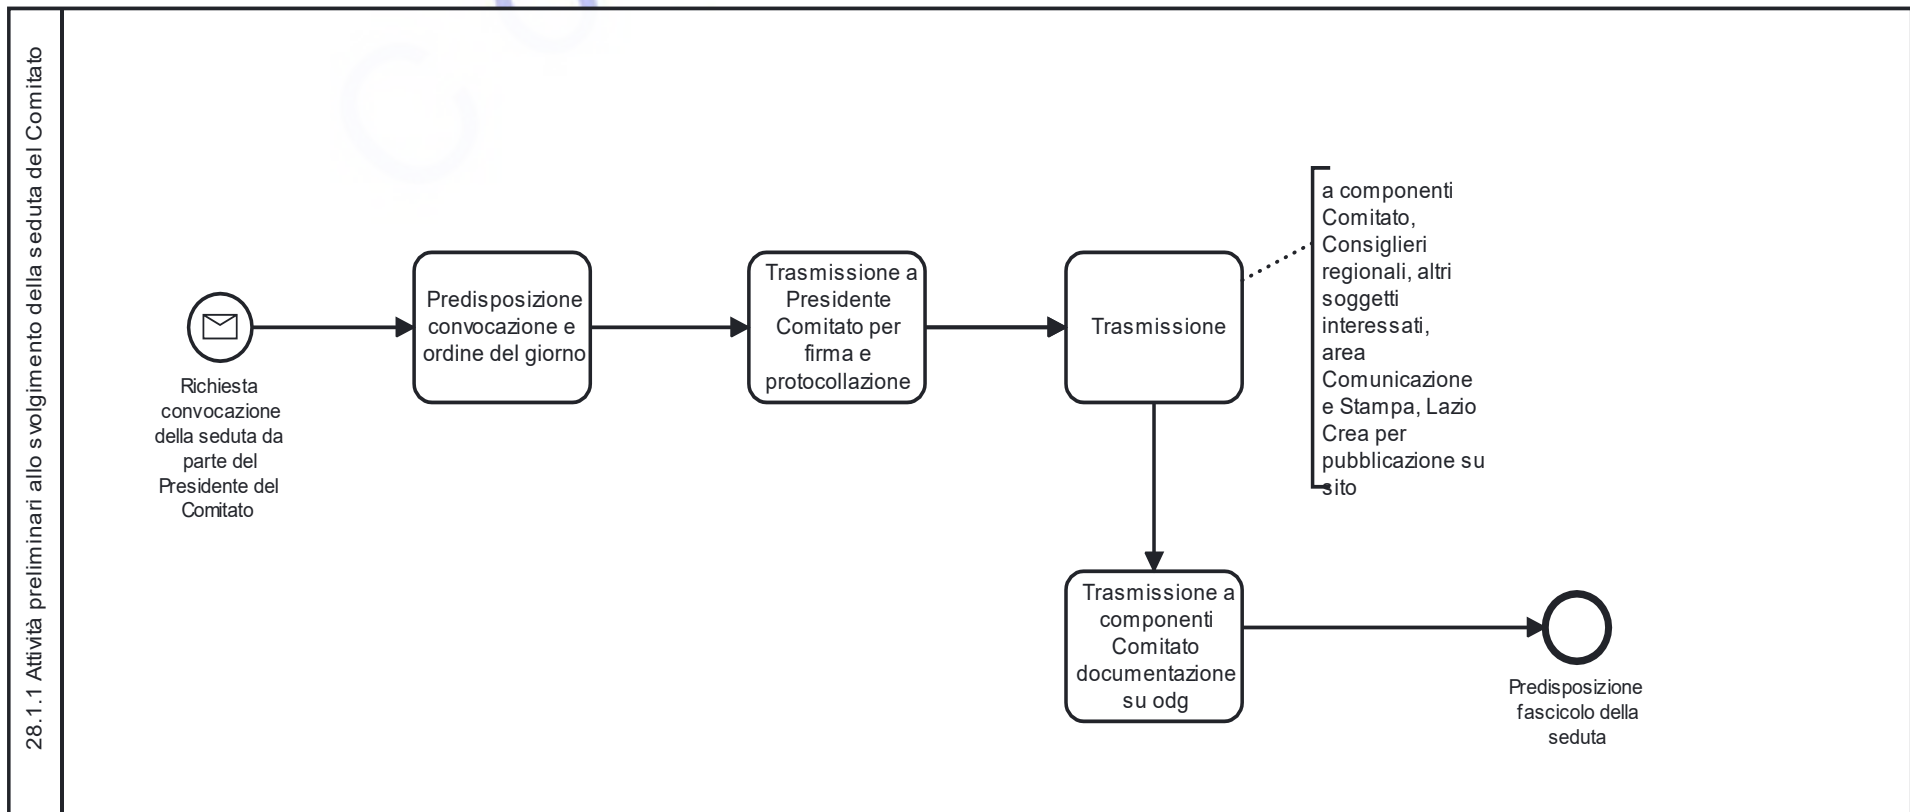 28.1.1 Attività preliminari allo svolgimento della seduta del Comitato
Richiesta
convocazione
della seduta da
parte del
Presidente del
Comitato
Predisposizione
convocazione e
ordine del giorno
Trasmissione a
Presidente
Comitato per
firma e
protocollazione
Trasmissione
a componenti
Comitato,
Consiglieri
regionali, altri
soggetti
interessati,
area
Comunicazione
e Stampa, Lazio
Crea per
pubblicazione su
sito
Trasmissione a
componenti
Comitato
documentazione
su odg
Predisposizione
fascicolo della
seduta